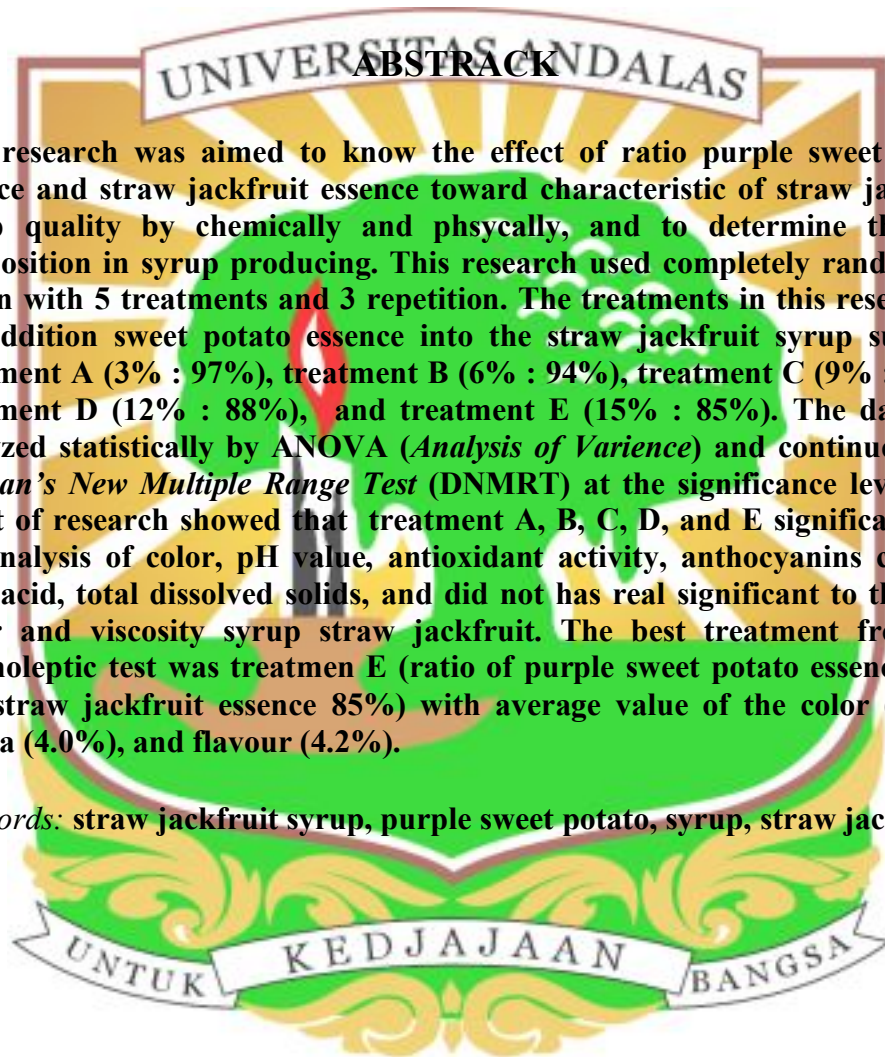 UNIVERSITAS ANDALAS
ABSTRACK
research was aimed to know the effect of ratio purple sweet
ce and straw jackfruit essence toward characteristic of straw ja
quality by chemically and phsycally, and to determine th
osition in syrup producing. This research used completely rand
n with 5 treatments and 3 repetition. The treatments in this rese
ddition sweet potato essence into the straw jackfruit syrup su
ment A (3% : 97%), treatment B (6% : 94%), treatment C (9% :
ment D (12% : 88%), and treatment E (15% : 85%). The da
yzed statistically by ANOVA (Analysis of Varience) and continue
an’s New Multiple Range Test (DNMRT) at the significance lev
t of research showed that treatment A, B, C, D, and E significa
nalysis of color, pH value, antioxidant activity, anthocyanins c
acid, total dissolved solids, and did not has real significant to th
and viscosity syrup straw jackfruit. The best treatment fr
noleptic test was treatmen E (ratio of purple sweet potato essenc
straw jackfruit essence 85%) with average value of the color
a (4.0%), and flavour (4.2%).
ords: straw jackfruit syrup, purple sweet potato, syrup, straw jac
UNTUK KEDJAJAAN BANGSA